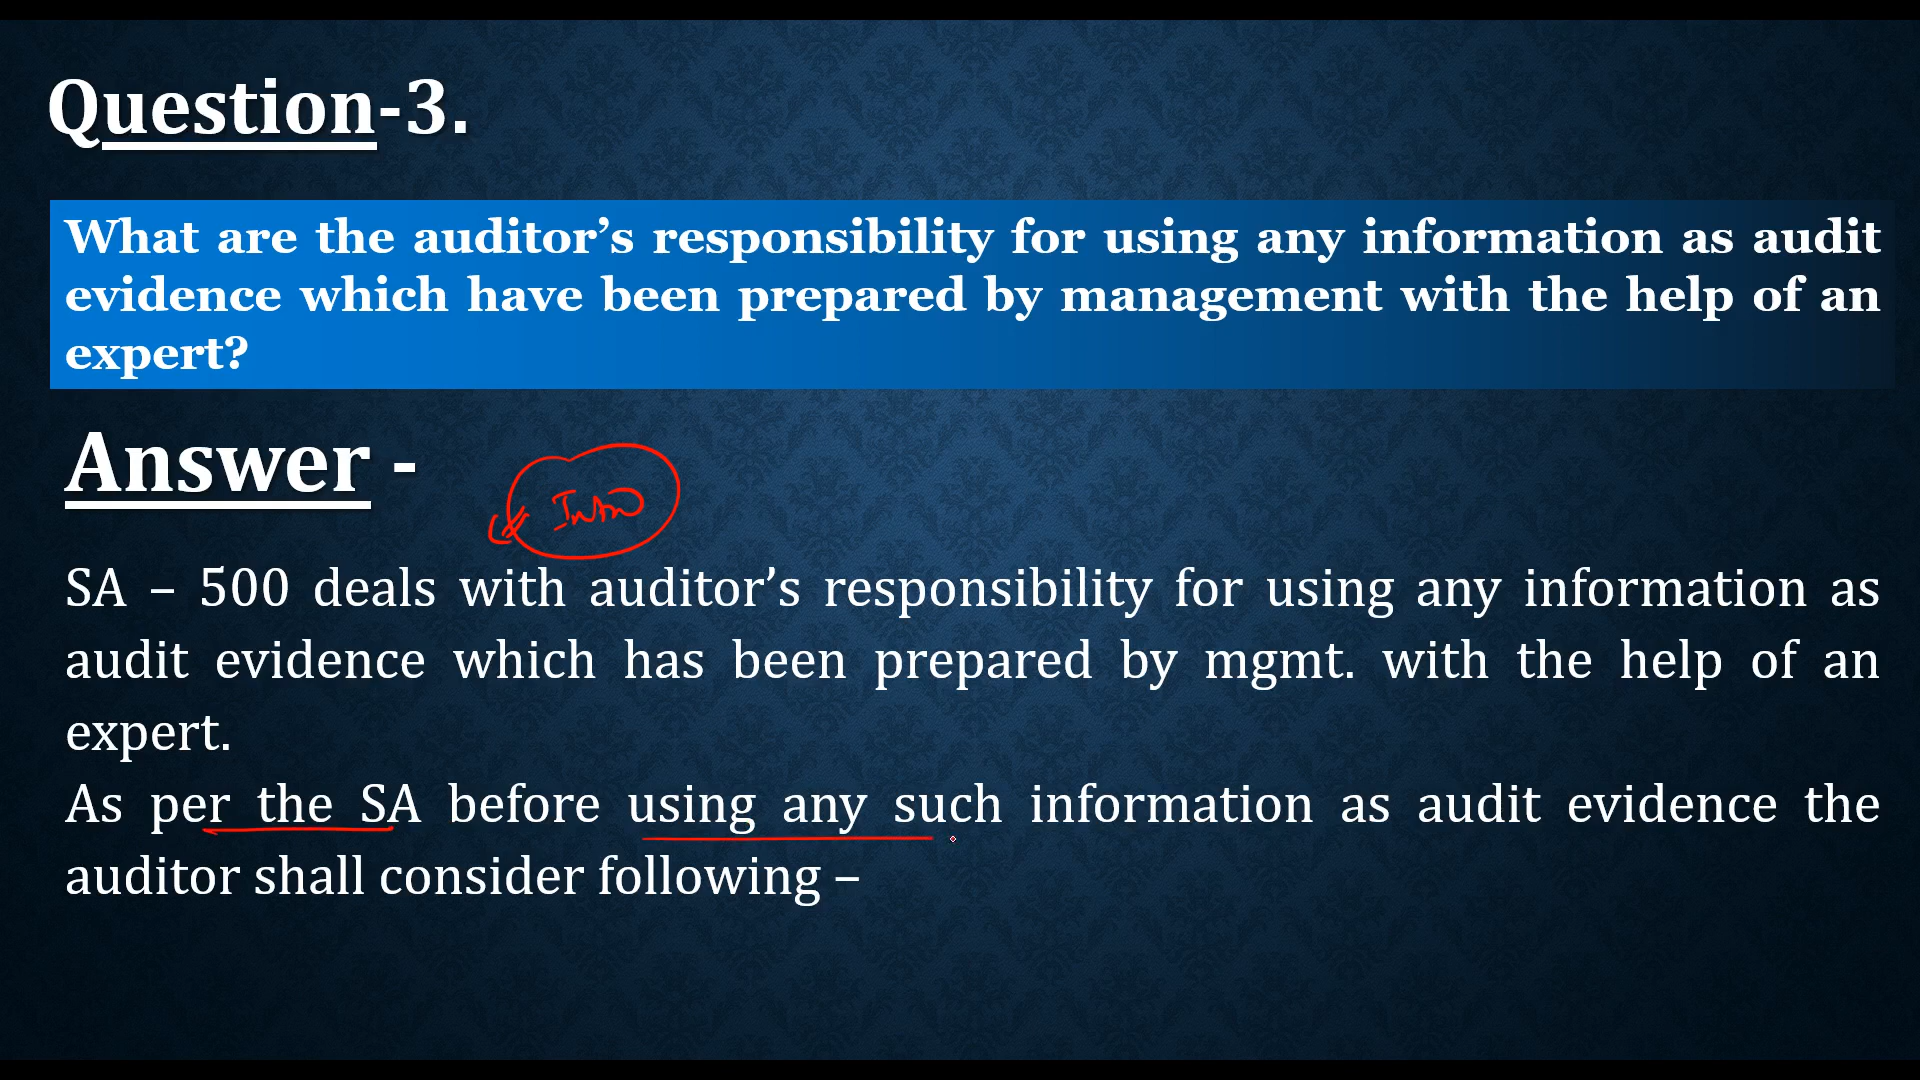 Question-3.
What are the auditor’s responsibility for using any information as audit
evidence which have been prepared by management with the help of an
expert?
Answer -
Intro
SA – 500 deals with auditor’s responsibility for using any information as
audit evidence which has been prepared by mgmt. with the help of an
expert.
As per the SA before using any such information as audit evidence the
auditor shall consider following –